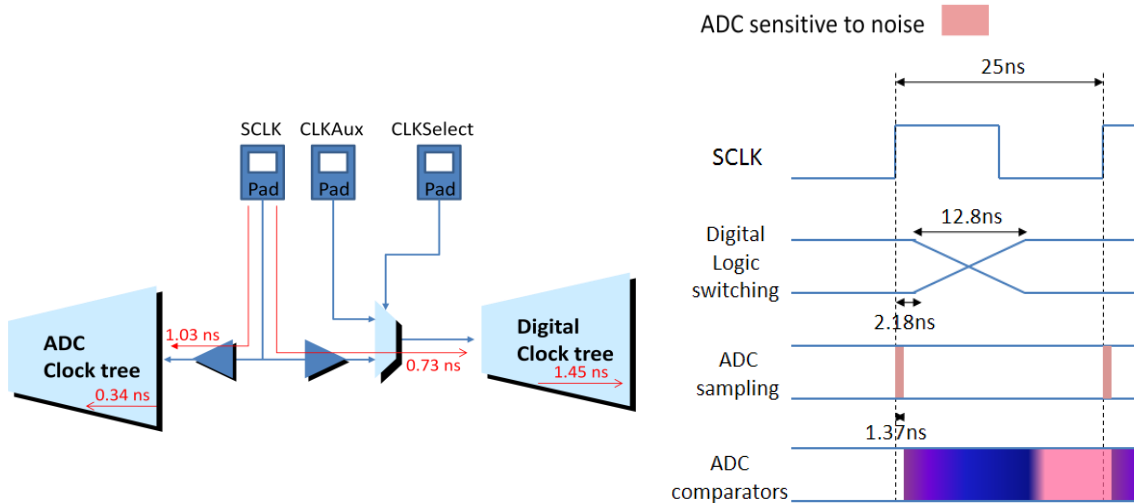 ADC sensitive to noise
SCLK CLKAux CLKSelect
Pad Pad Pad
ADC
Clock tree
1.03 ns
0.34 ns
0.73 ns
Digital
Clock tree
1.45 ns
25ns
SCLK
12.8ns
Digital
Logic
switching
2.18ns
ADC
sampling
1.37ns
ADC
comparators